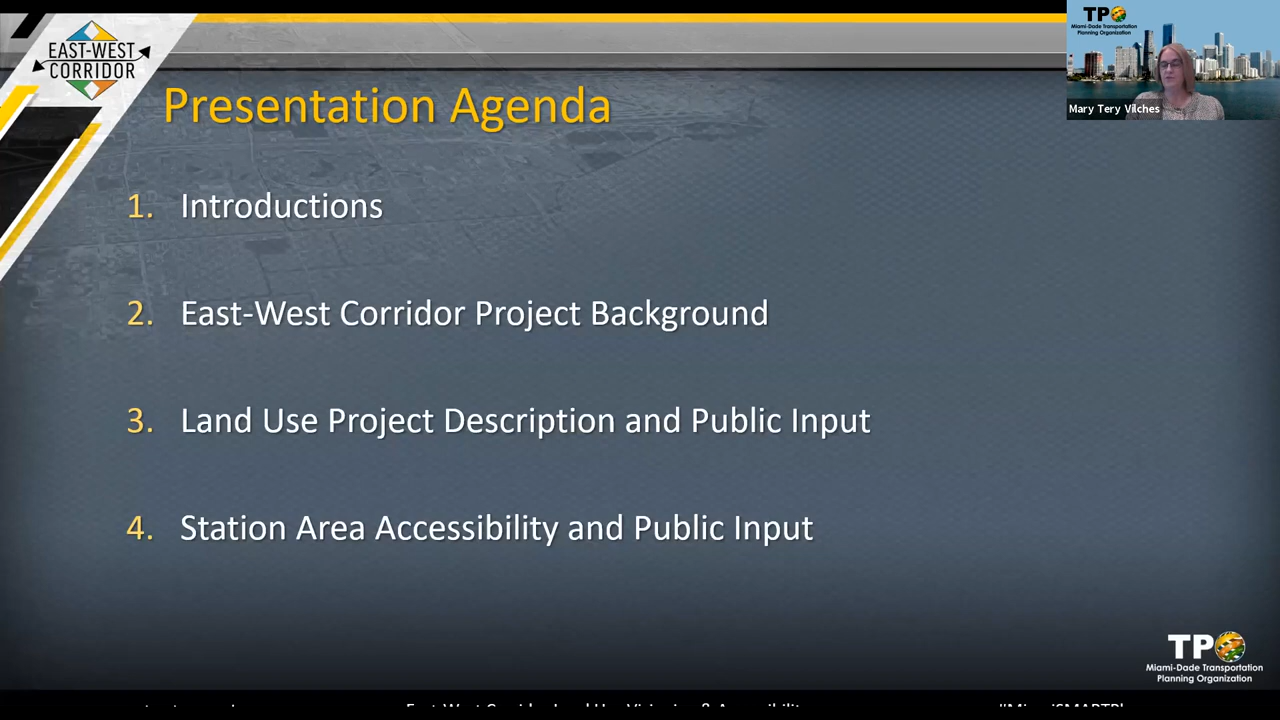 EAST-WEST
CORRIDOR
TPO
Miami-Dade Transportation
Planning Organization
Mary Tery Vilches
Presentation Agenda
1. Introductions
2. East-West Corridor Project Background
3. Land Use Project Description and Public Input
4. Station Area Accessibility and Public Input
TPO
Miami-Dade Transportation
Planning Organization